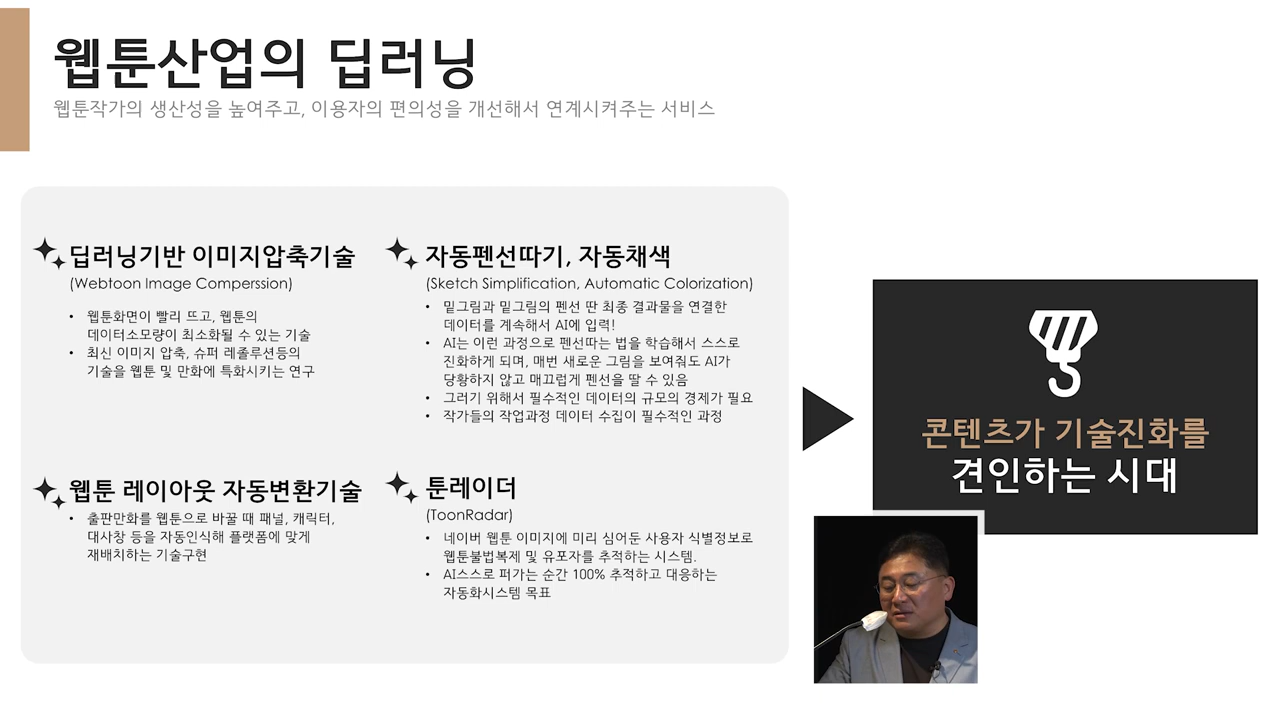 웹툰산업의 딥러닝
웹툰작가의 생산성을 높여주고, 이용자의 편의성을 개선해서 연계시켜주는 서비스
딥러닝기반 이미지압축기술
(Webtoon Image Comperssion)
• 웹툰화면이 빨리 뜨고, 웹툰의
데이터소모량이 최소화될 수 있는 기술
• 최신 이미지 압축, 슈퍼 레졸루션등의
기술을 웹툰 및 만화에 특화시키는 연구
자동펜선따기, 자동채색
(Sketch Simplification, Automatic Colorization)
• 밑그림과 밑그림의 펜선 딴 최종 결과물을 연결한
데이터를 계속해서 AI에 입력!
• AI는 이런 과정으로 펜선따는 법을 학습해서 스스로
진화하게 되며, 매번 새로운 그림을 보여줘도 AI가
당황하지 않고 매끄럽게 펜선을 딸 수 있음
• 그러기 위해서 필수적인 데이터의 규모의 경제가 필요
• 작가들의 작업과정 데이터 수집이 필수적인 과정
웹툰 레이아웃 자동변환기술
• 출판만화를 웹툰으로 바꿀 때 패널, 캐릭터,
대사창 등을 자동인식해 플랫폼에 맞게
재배치하는 기술구현
툰레이더
(ToonRadar)
• 네이버 웹툰 이미지에 미리 심어둔 사용자 식별정보로
웹툰불법복제 및 유포자를 추적하는 시스템.
• AI스스로 퍼가는 순간 100% 추적하고 대응하는
자동화시스템 목표
콘텐츠가 기술진화를
견인하는 시대